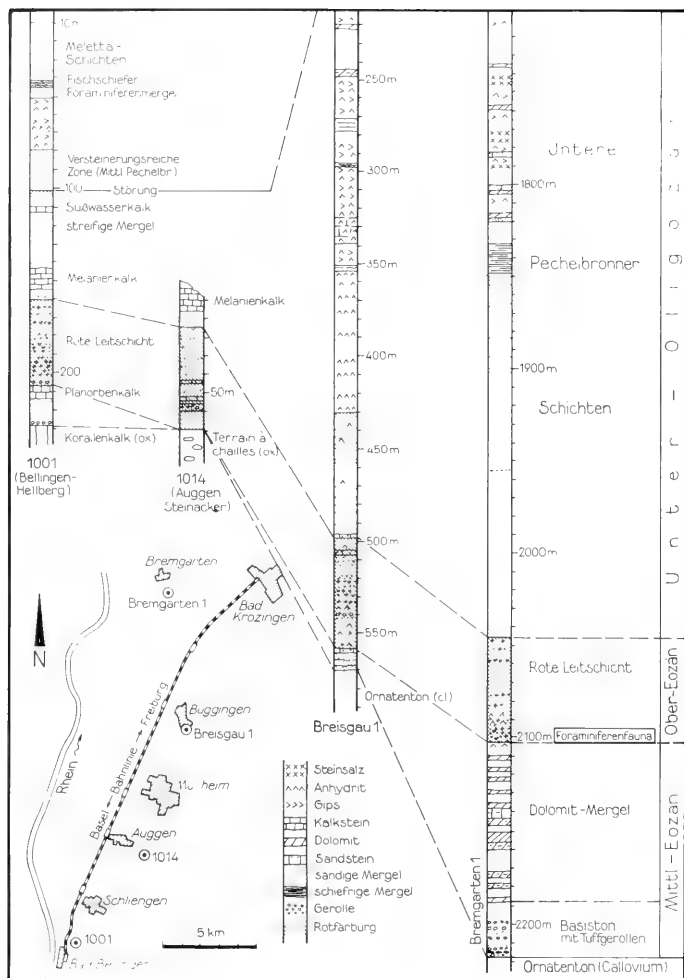 10m
Meletta-
Schichten
Fischschiefer
Foraminiferenmergel
Versteinerungsreiche
Zone (Mittl Pechelbr)
100
Störung
Süßwasserkalk
streifige Mergel
Melanienkalk
Rote Leitschicht
200
Planorbenkalk
Korallenkalk (ox)
1001
(Bellingen-
Hellberg)
Melanienkalk
50m
Terrain à
chailles (ox)
1014
(Auggen
Steinacker)
250m
300m
350m
400m
450m
500m
550m
Ornatenton (cl)
Breisgau 1
1800m
1900m
2000m
2100m
2200m
Untere
Pechelbronner
Schichten
Rote Leitschicht
Foraminiferenfauna
Dolomit-Mergel
Basiston
mit Tuffgerollen
Ornatenton (Callovium)
Bremgarten 1
Unter-Oligozän
Ober-Eozän
Mittl-Eozän
Bremgarten
Bremgarten 1
Bad
Krozingen
N
Rhein
Basel
Bahnlinie
Freiburg
Buggingen
Breisgau 1
Auggen
1014
Schliengen
1001
5 km
Steinsalz
Anhydrit
Gips
Kalkstein
Dolomit
Sandstein
sandige Mergel
schiefrige Mergel
Gerolle
Rotfärbung